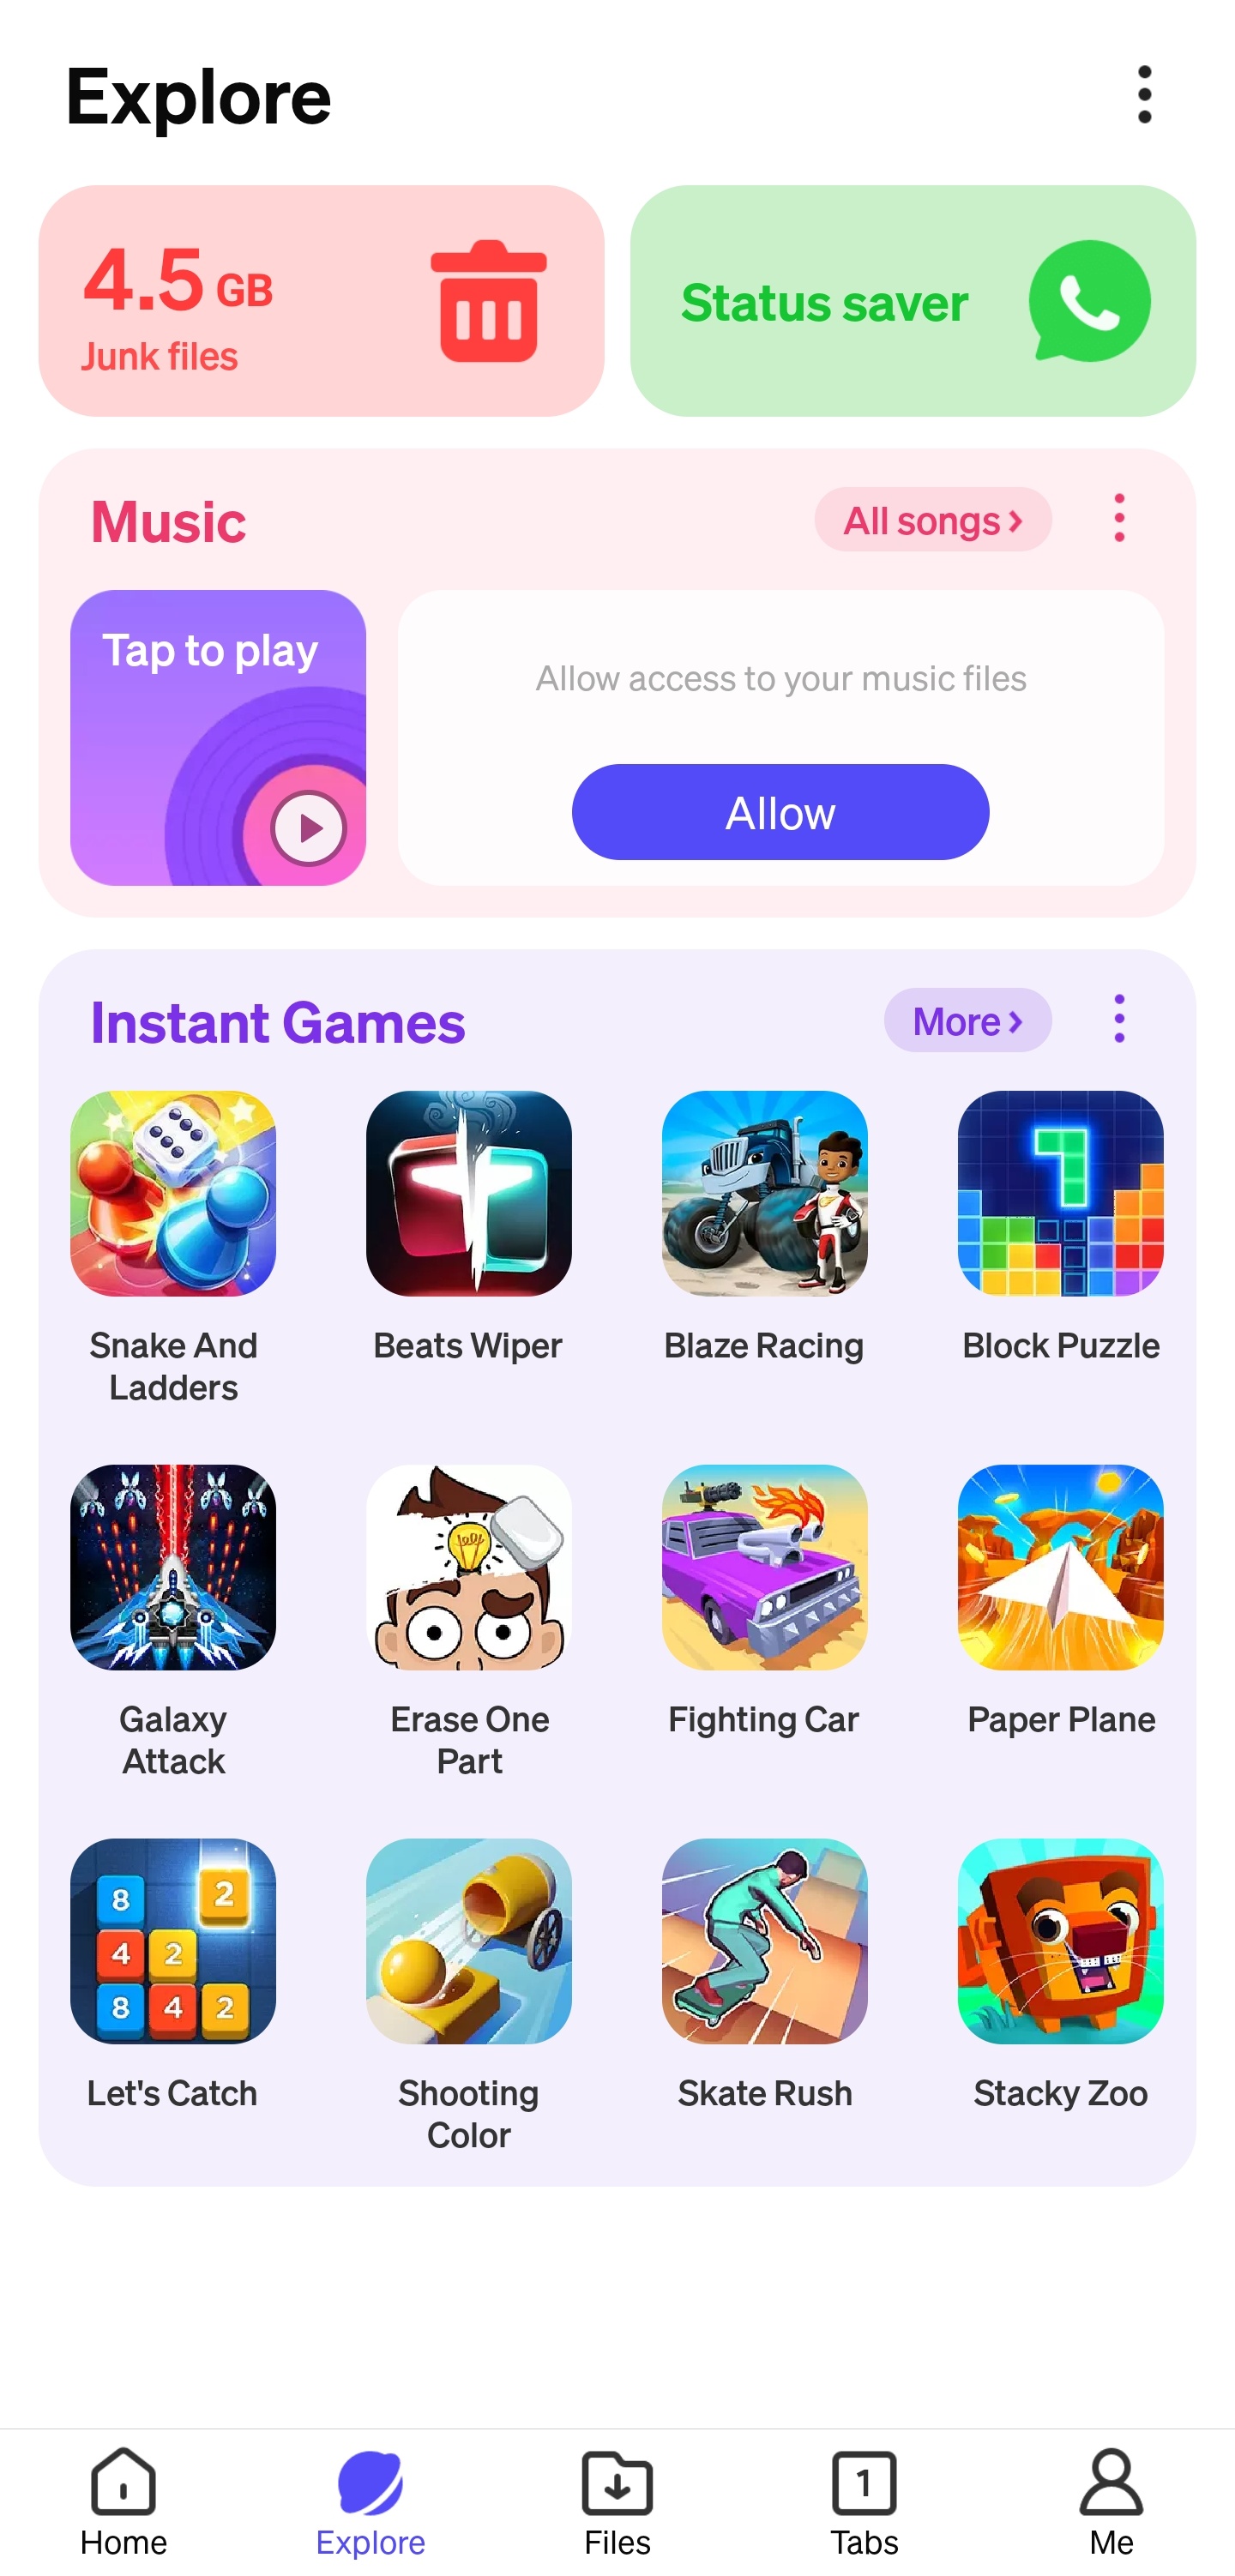 Explore
4.5 GB
Junk files
Status saver
Music
All songs ›
Tap to play
Allow access to your music files
Allow
Instant Games
More ›
Snake And
Ladders
Beats Wiper
Blaze Racing
Block Puzzle
Galaxy
Attack
Erase One
Part
Fighting Car
Paper Plane
8
2
4 2
8 4 2
Let's Catch
Shooting
Color
Skate Rush
Stacky Zoo
1
Home
Explore
Files
Tabs
Me